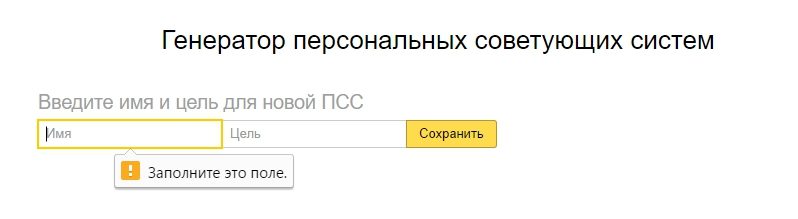 Генератор персональных советующих систем
Введите имя и цель для новой ПСС
Имя Цель Сохранить
Заполните это поле.